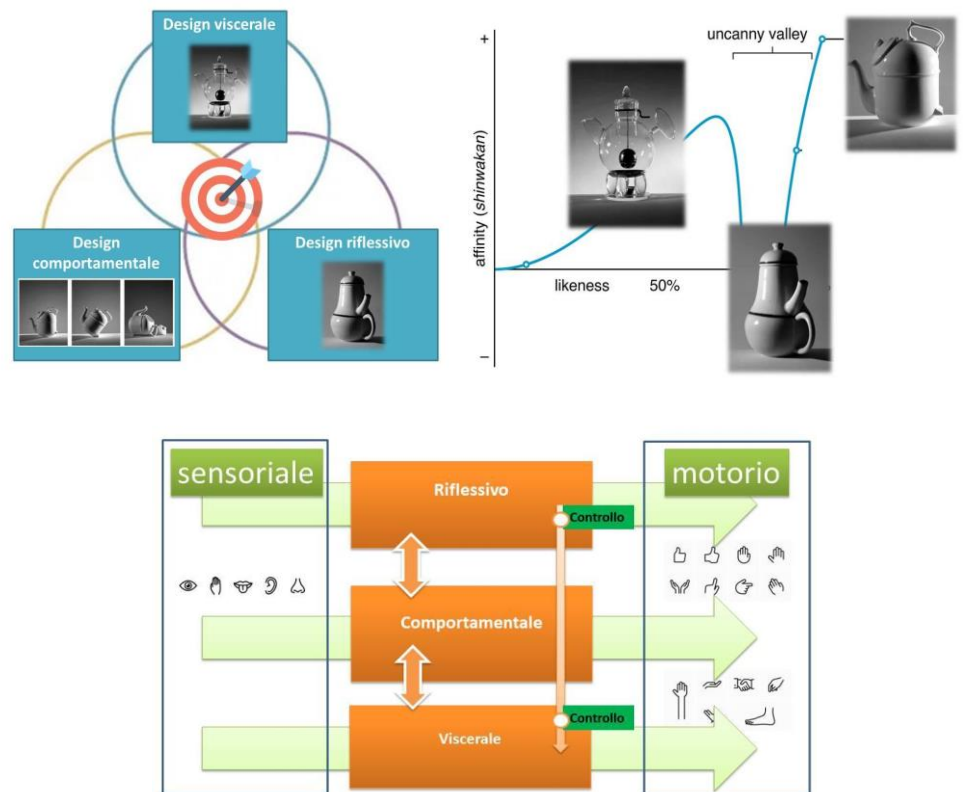 Design viscerale
Design
comportamentale
Design riflessivo
+
uncanny valley
affinity (shinwakan)
likeness
50%
–
sensoriale
Riflessivo
Controllo
motorio
Comportamentale
Controllo
Viscerale